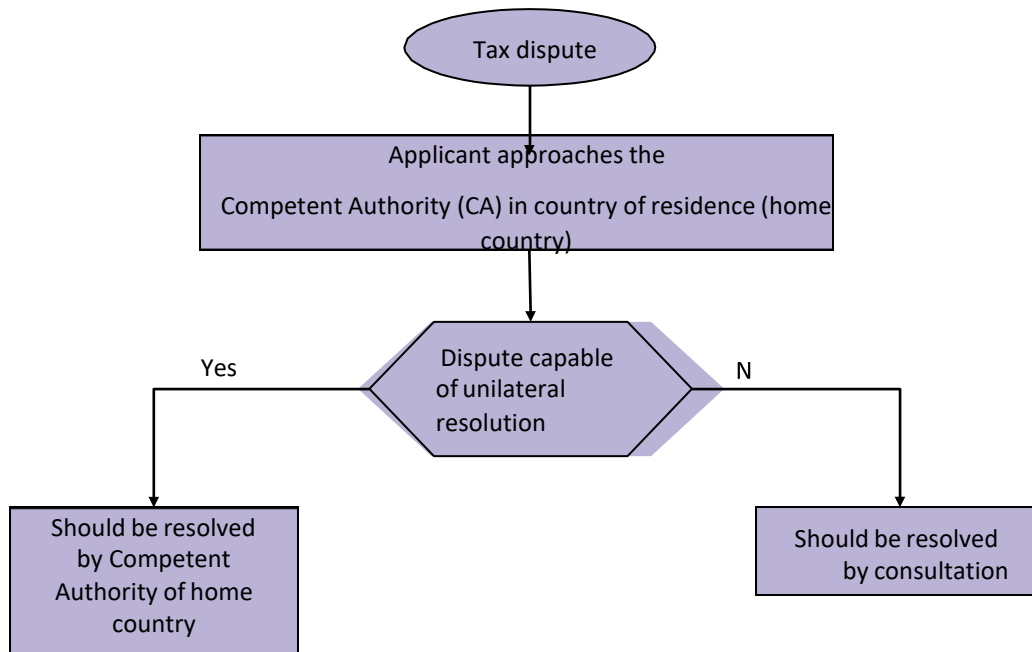 Tax dispute
Applicant approaches the
Competent Authority (CA) in country of residence (home
country)
Dispute capable
of unilateral
resolution
Yes
N
Should be resolved
by Competent
Authority of home
country
Should be resolved
by consultation